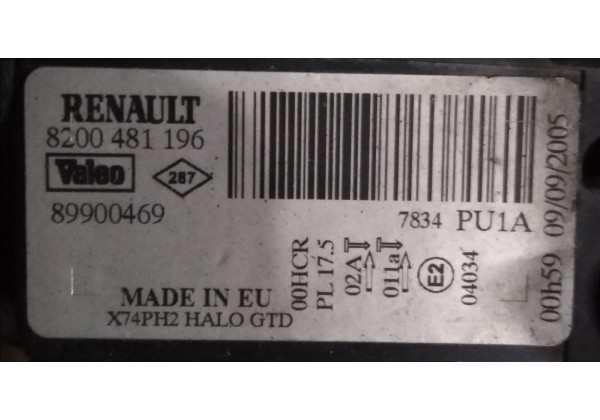 RENAULT
8200 481 196
Valeo
287
89900469
7834 PU1A
MADE IN EU
X74PH2 HALO GTD
00HCR
PL 17.5
02A
011a
E2
04034
00h59 09/09/2005